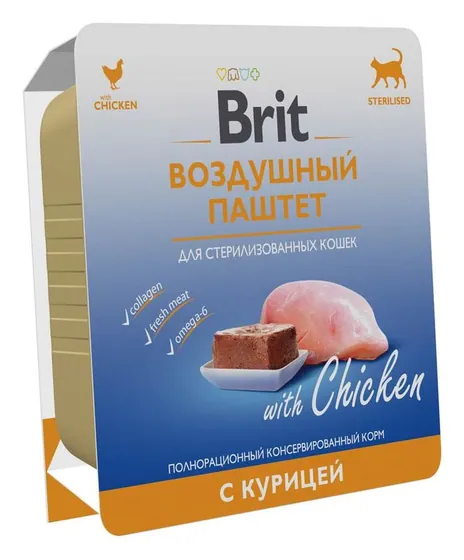 with
CHICKEN
STERILISED
Brit
ВОЗДУШНЫЙ
ПАШТЕТ
ДЛЯ СТЕРИЛИЗОВАННЫХ КОШЕК
collagen
fresh meat
omega-6
with Chicken
ПОЛНОРАЦИОННЫЙ КОНСЕРВИРОВАННЫЙ КОРМ
С КУРИЦЕЙ